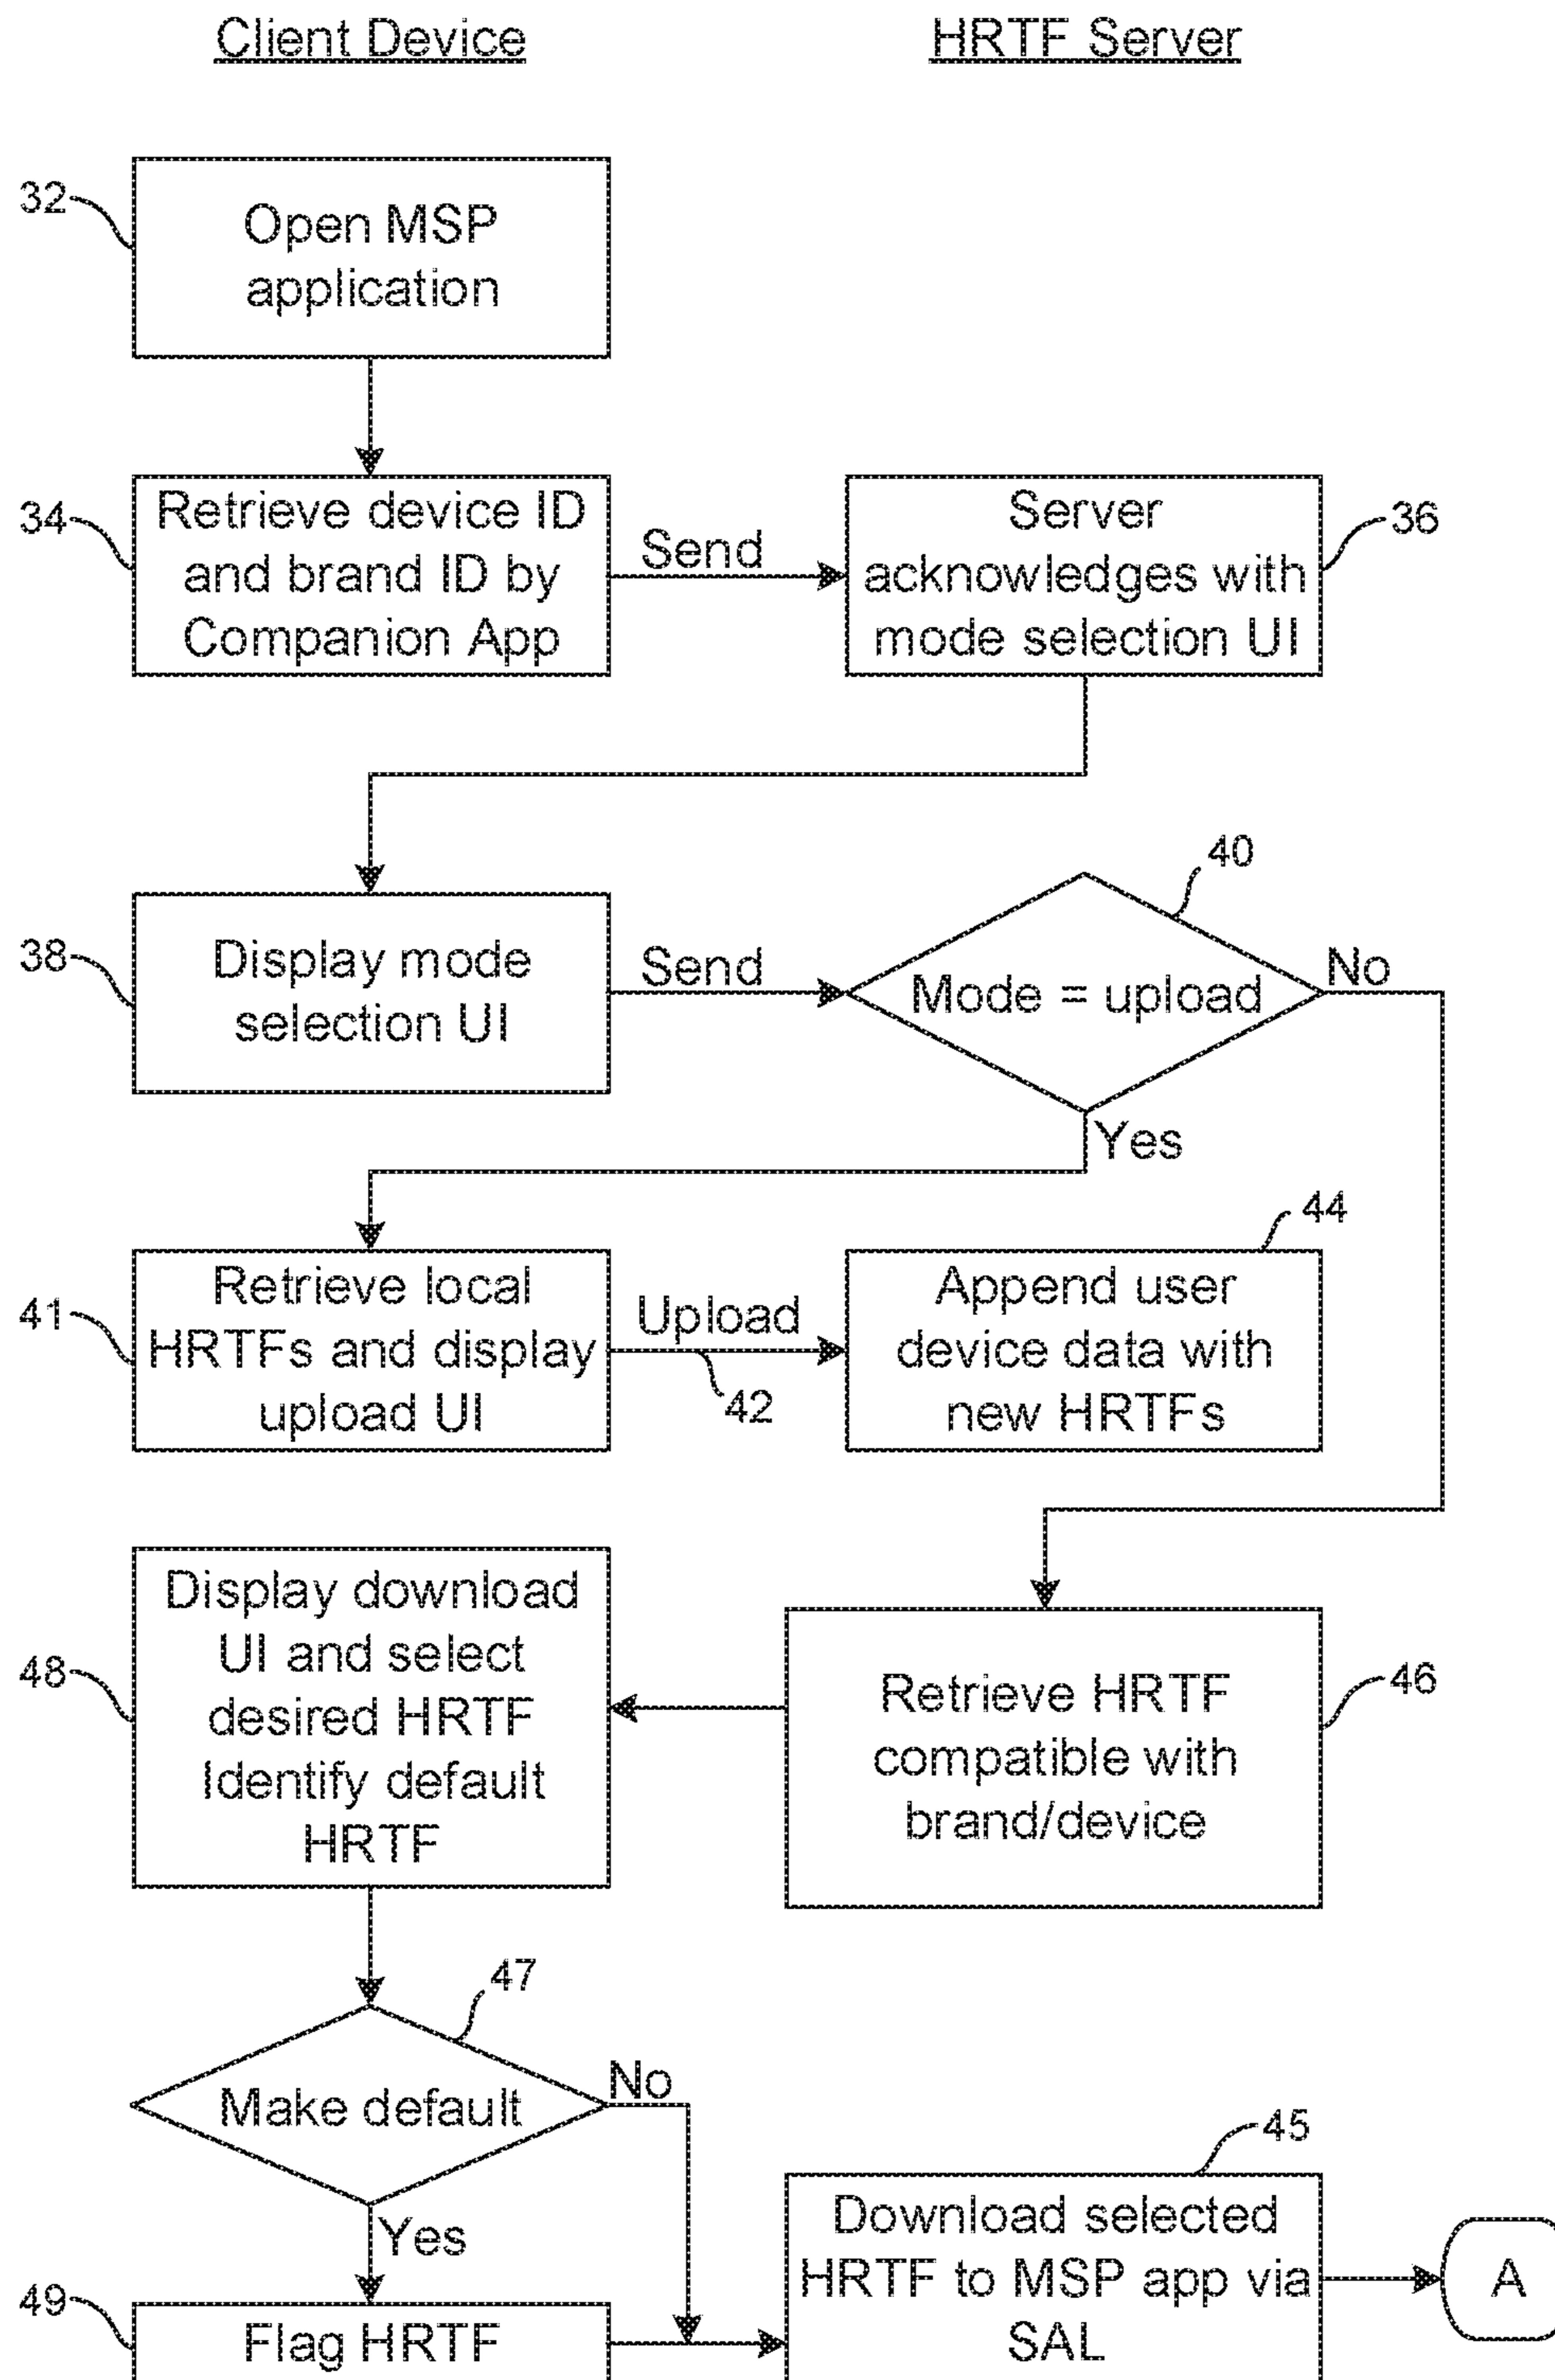 Client Device
HRTF Server
32
Open MSP
application
34
Retrieve device ID
and brand ID by
Companion App
Send
Server
acknowledges with
mode selection UI
36
38
Display mode
selection UI
Send
40
Mode = upload
No
Yes
41
Retrieve local
HRTFs and display
upload UI
Upload
42
44
Append user
device data with
new HRTFs
48
Display download
UI and select
desired HRTF
Identify default
HRTF
Retrieve HRTF
compatible with
brand/device
46
47
Make default
No
Yes
49
Flag HRTF
45
Download selected
HRTF to MSP app via
SAL
A